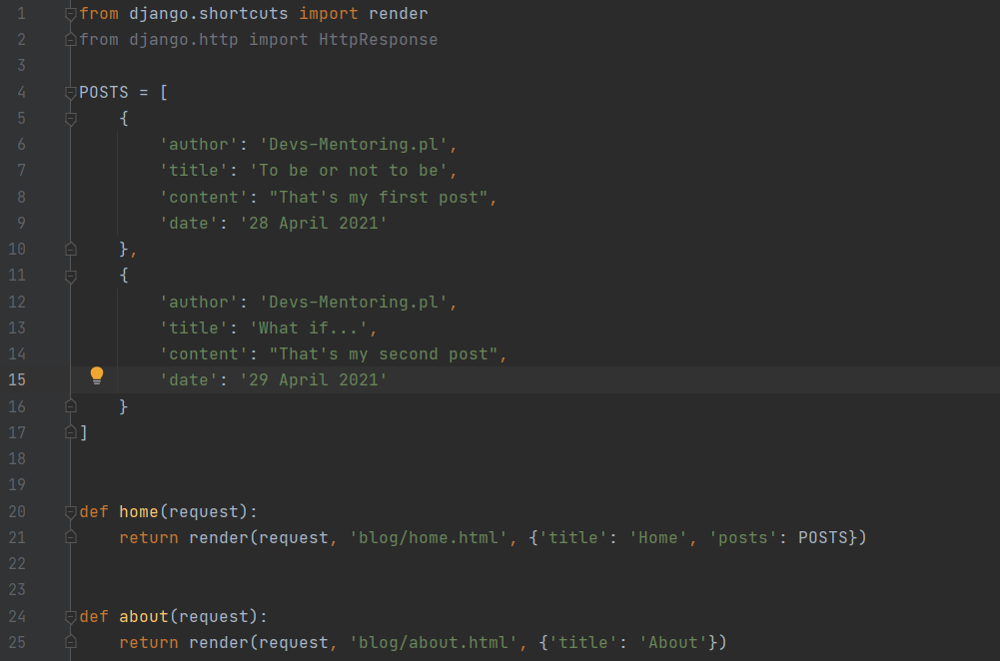 1 from django.shortcuts import render
2 from django.http import HttpResponse
3
4 POSTS = [
5     {
6         'author': 'Devs-Mentoring.pl',
7         'title': 'To be or not to be',
8         'content': "That's my first post",
9         'date': '28 April 2021'
10     },
11     {
12         'author': 'Devs-Mentoring.pl',
13         'title': 'What if...',
14         'content': "That's my second post",
15         'date': '29 April 2021'
16     }
17 ]
18
19
20 def home(request):
21     return render(request, 'blog/home.html', {'title': 'Home', 'posts': POSTS})
22
23
24 def about(request):
25     return render(request, 'blog/about.html', {'title': 'About'})